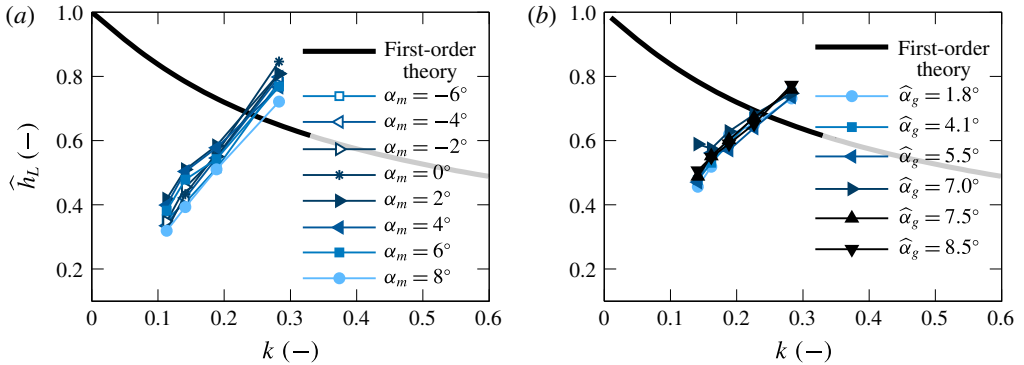 (a)
1.0
0.8
0.6
0.4
0.2
ĥ_L (–)
0
0.1
0.2
0.3
0.4
0.5
0.6
k (–)
First-order
theory
α_m = −6°
α_m = −4°
α_m = −2°
α_m = 0°
α_m = 2°
α_m = 4°
α_m = 6°
α_m = 8°
(b)
1.0
0.8
0.6
0.4
0.2
0
0.1
0.2
0.3
0.4
0.5
0.6
k (–)
First-order
theory
α̂_g = 1.8°
α̂_g = 4.1°
α̂_g = 5.5°
α̂_g = 7.0°
α̂_g = 7.5°
α̂_g = 8.5°